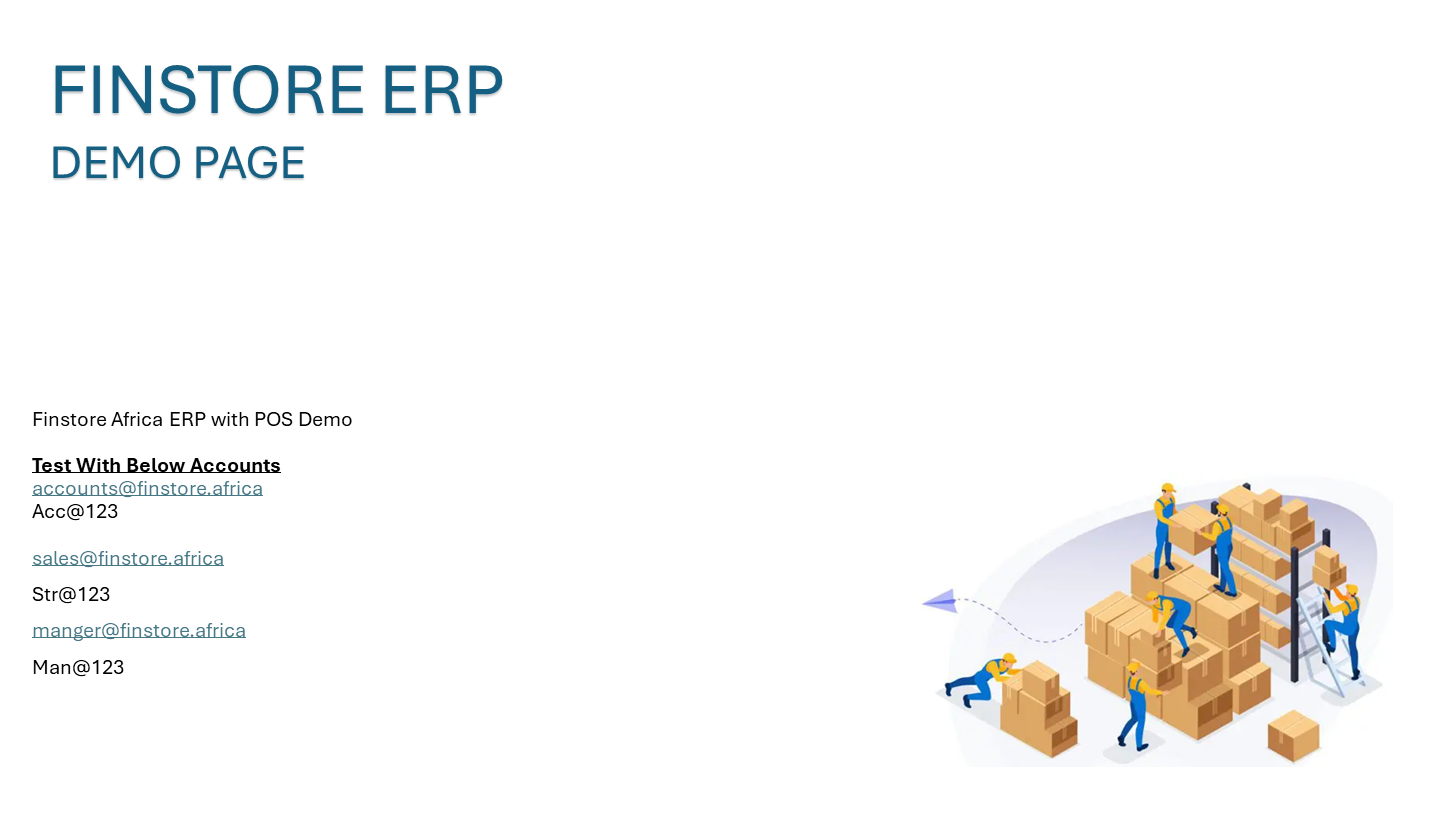 FINSTORE ERP
DEMO PAGE
Finstore Africa ERP with POS Demo
Test With Below Accounts
accounts@finstore.africa
Acc@123
sales@finstore.africa
Str@123
manger@finstore.africa
Man@123